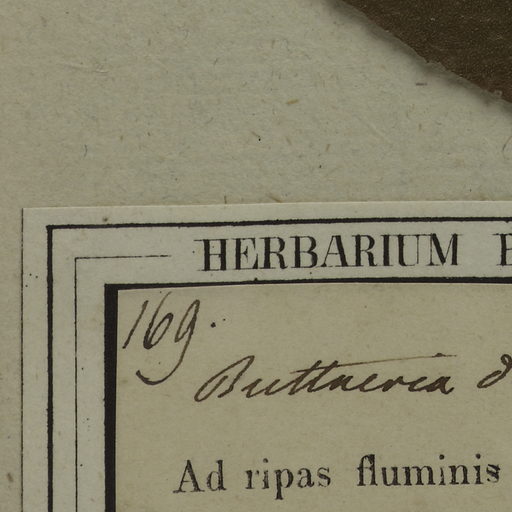 HERBARIUM
169.
Buttneria
Ad ripas fluminis